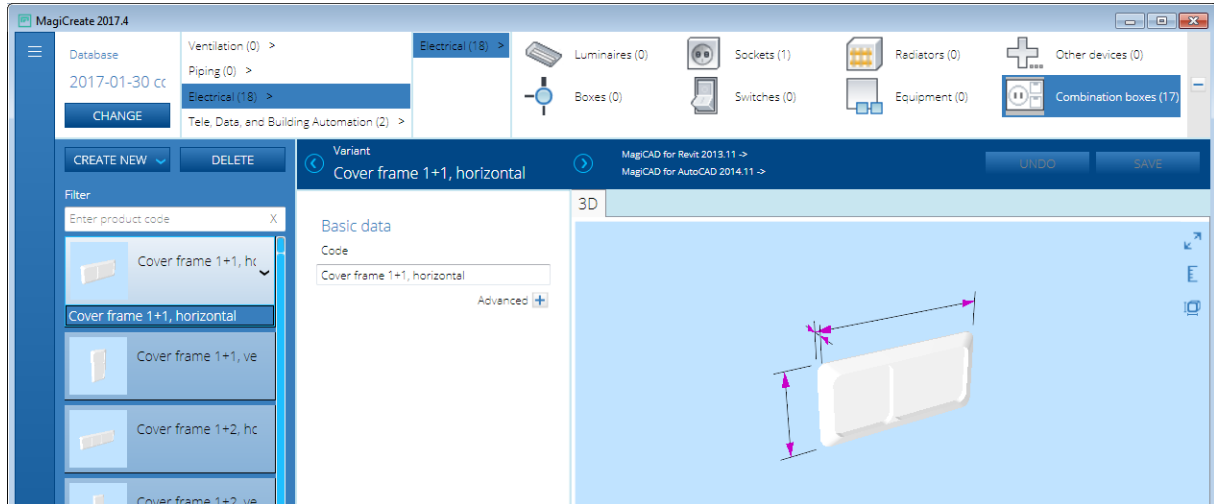 MagiCreate 2017.4
Database
2017-01-30 cc
CHANGE
Ventilation (0) >
Piping (0) >
Electrical (18) >
Tele, Data, and Building Automation (2) >
Electrical (18) >
Luminaires (0)
Sockets (1)
Radiators (0)
Other devices (0)
Boxes (0)
Switches (0)
Equipment (0)
Combination boxes (17)
CREATE NEW
DELETE
Variant
Cover frame 1+1, horizontal
MagiCAD for Revit 2013.11 ->
MagiCAD for AutoCAD 2014.11 ->
UNDO
SAVE
Filter
Enter product code X
Cover frame 1+1, hc
Cover frame 1+1, horizontal
Cover frame 1+1, ve
Cover frame 1+2, hc
Cover frame 1+2, ve
Basic data
Code
Cover frame 1+1, horizontal
Advanced
3D